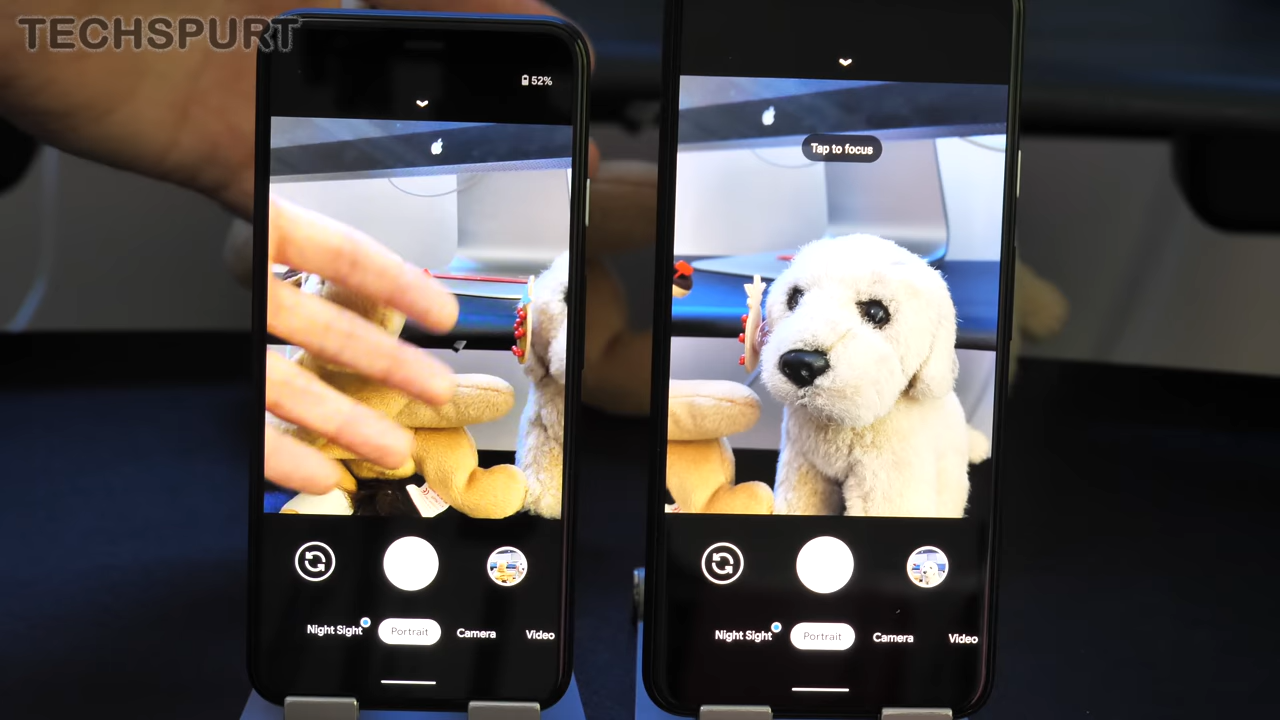 TECHSPURT
52%
Night Sight
Portrait
Camera
Video
Tap to focus
Night Sight
Portrait
Camera
Video